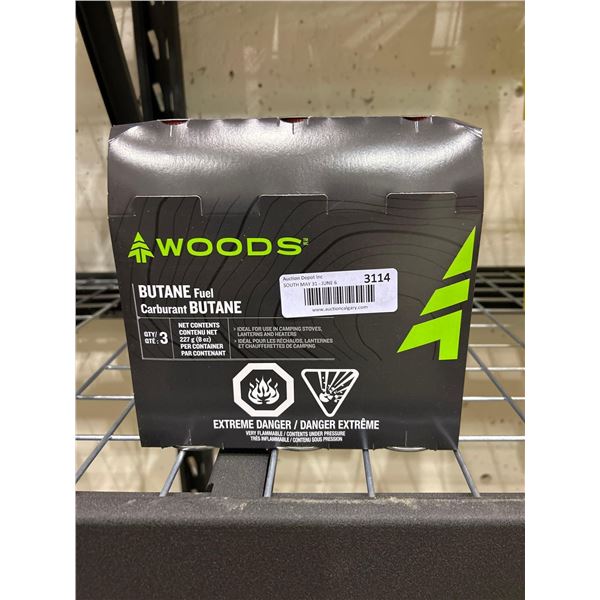 WOODS™
Auction Depot Inc
SOUTH MAY 31 - JUNE 6
3114
www.auctioncalgary.com
BUTANE Fuel
Carburant BUTANE
QTY/
QTÉ : 3
NET CONTENTS
CONTENU NET
227 g (8 oz)
PER CONTAINER
PAR CONTENANT
› IDEAL FOR USE IN CAMPING STOVES,
LANTERNS AND HEATERS
› IDÉAL POUR LES RÉCHAUDS, LANTERNES
ET CHAUFFERETTES DE CAMPING
EXTREME DANGER / DANGER EXTRÊME
VERY FLAMMABLE / CONTENTS UNDER PRESSURE
TRÈS INFLAMMABLE / CONTENU SOUS PRESSION